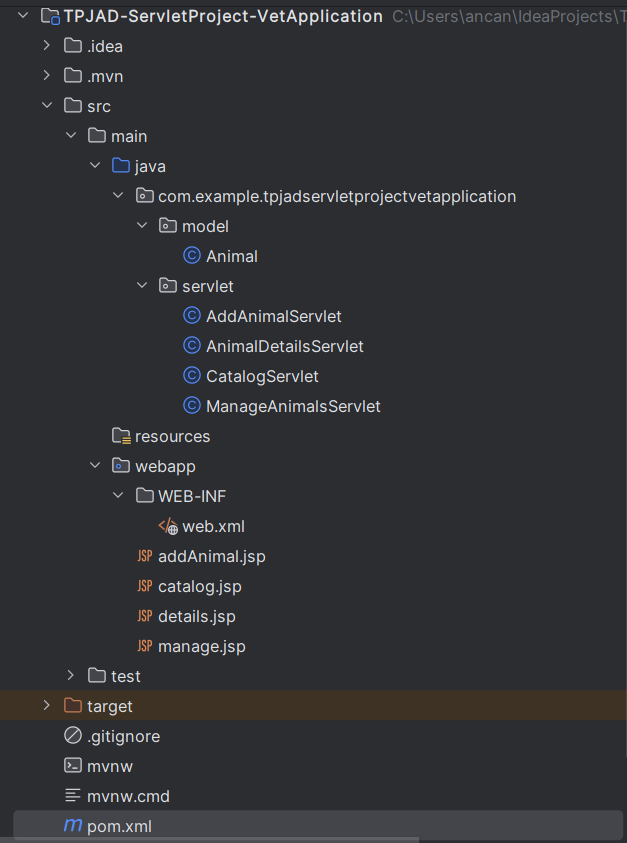 TPJAD-ServletProject-VetApplication C:\Users\ancan\IdeaProjects\T
.idea
.mvn
src
main
java
com.example.tpjadservletprojectvetapplication
model
C Animal
servlet
C AddAnimalServlet
C AnimalDetailsServlet
C CatalogServlet
C ManageAnimalsServlet
resources
webapp
WEB-INF
web.xml
JSP addAnimal.jsp
JSP catalog.jsp
JSP details.jsp
JSP manage.jsp
test
target
.gitignore
mvnw
mvnw.cmd
m pom.xml